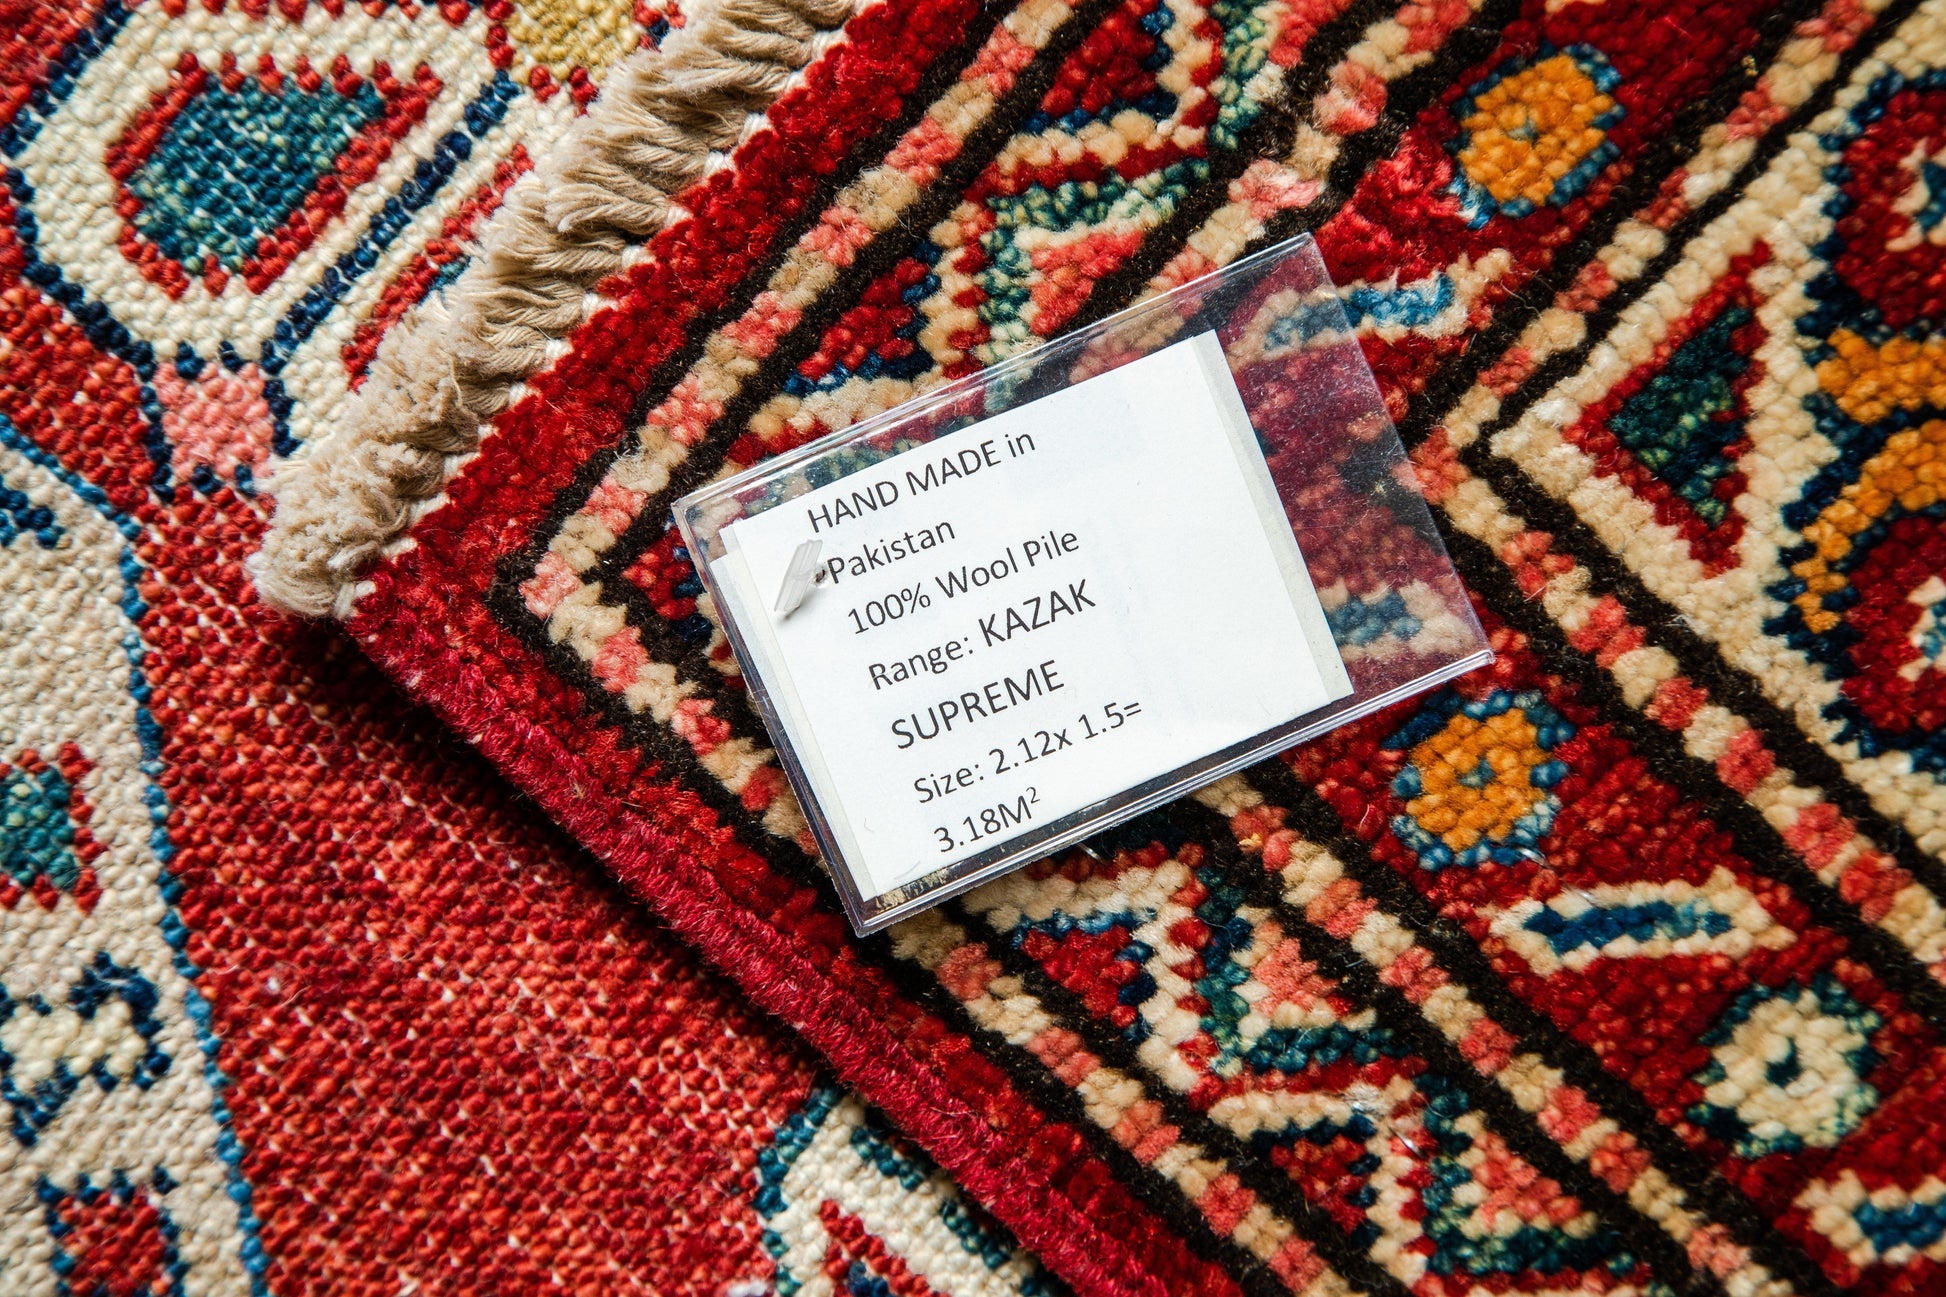 HAND MADE in
Pakistan
100% Wool Pile
Range: KAZAK
SUPREME
Size: 2.12x 1.5=
3.18M²